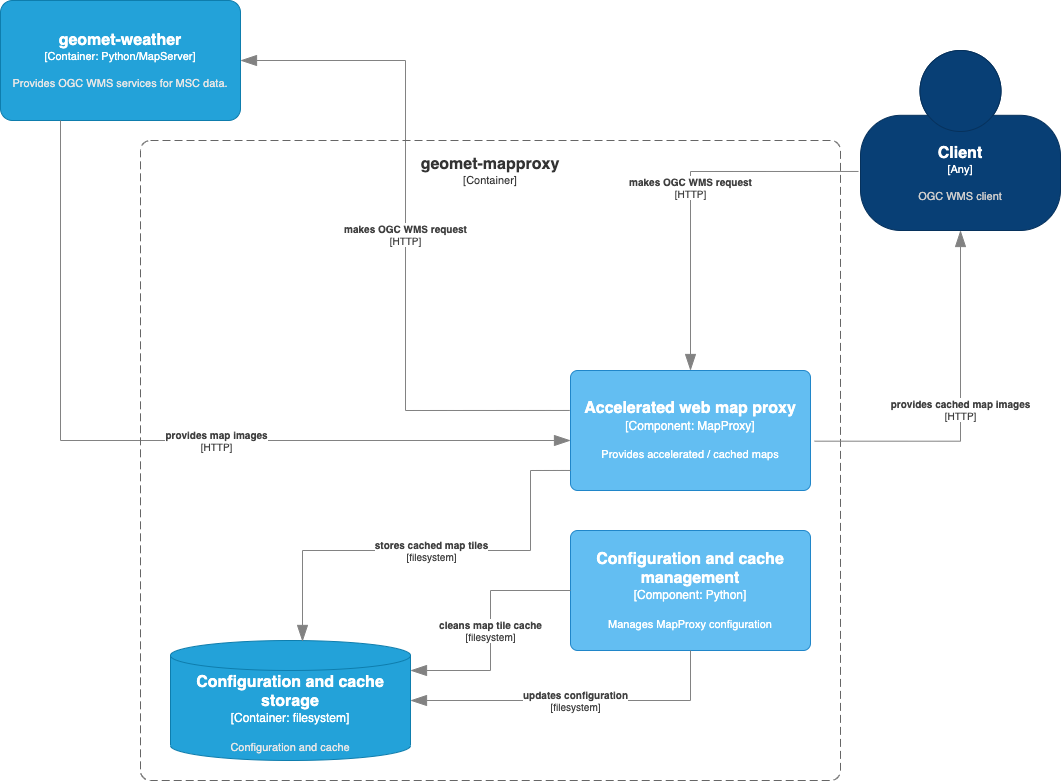 geomet-weather
[Container: Python/MapServer]
Provides OGC WMS services for MSC data.
geomet-mapproxy
[Container]
Client
[Any]
OGC WMS client
makes OGC WMS request
[HTTP]
makes OGC WMS request
[HTTP]
Accelerated web map proxy
[Component: MapProxy]
Provides accelerated / cached maps
provides cached map images
[HTTP]
provides map images
[HTTP]
stores cached map tiles
[filesystem]
Configuration and cache
management
[Component: Python]
Manages MapProxy configuration
cleans map tile cache
[filesystem]
Configuration and cache
storage
[Container: filesystem]
Configuration and cache
updates configuration
[filesystem]